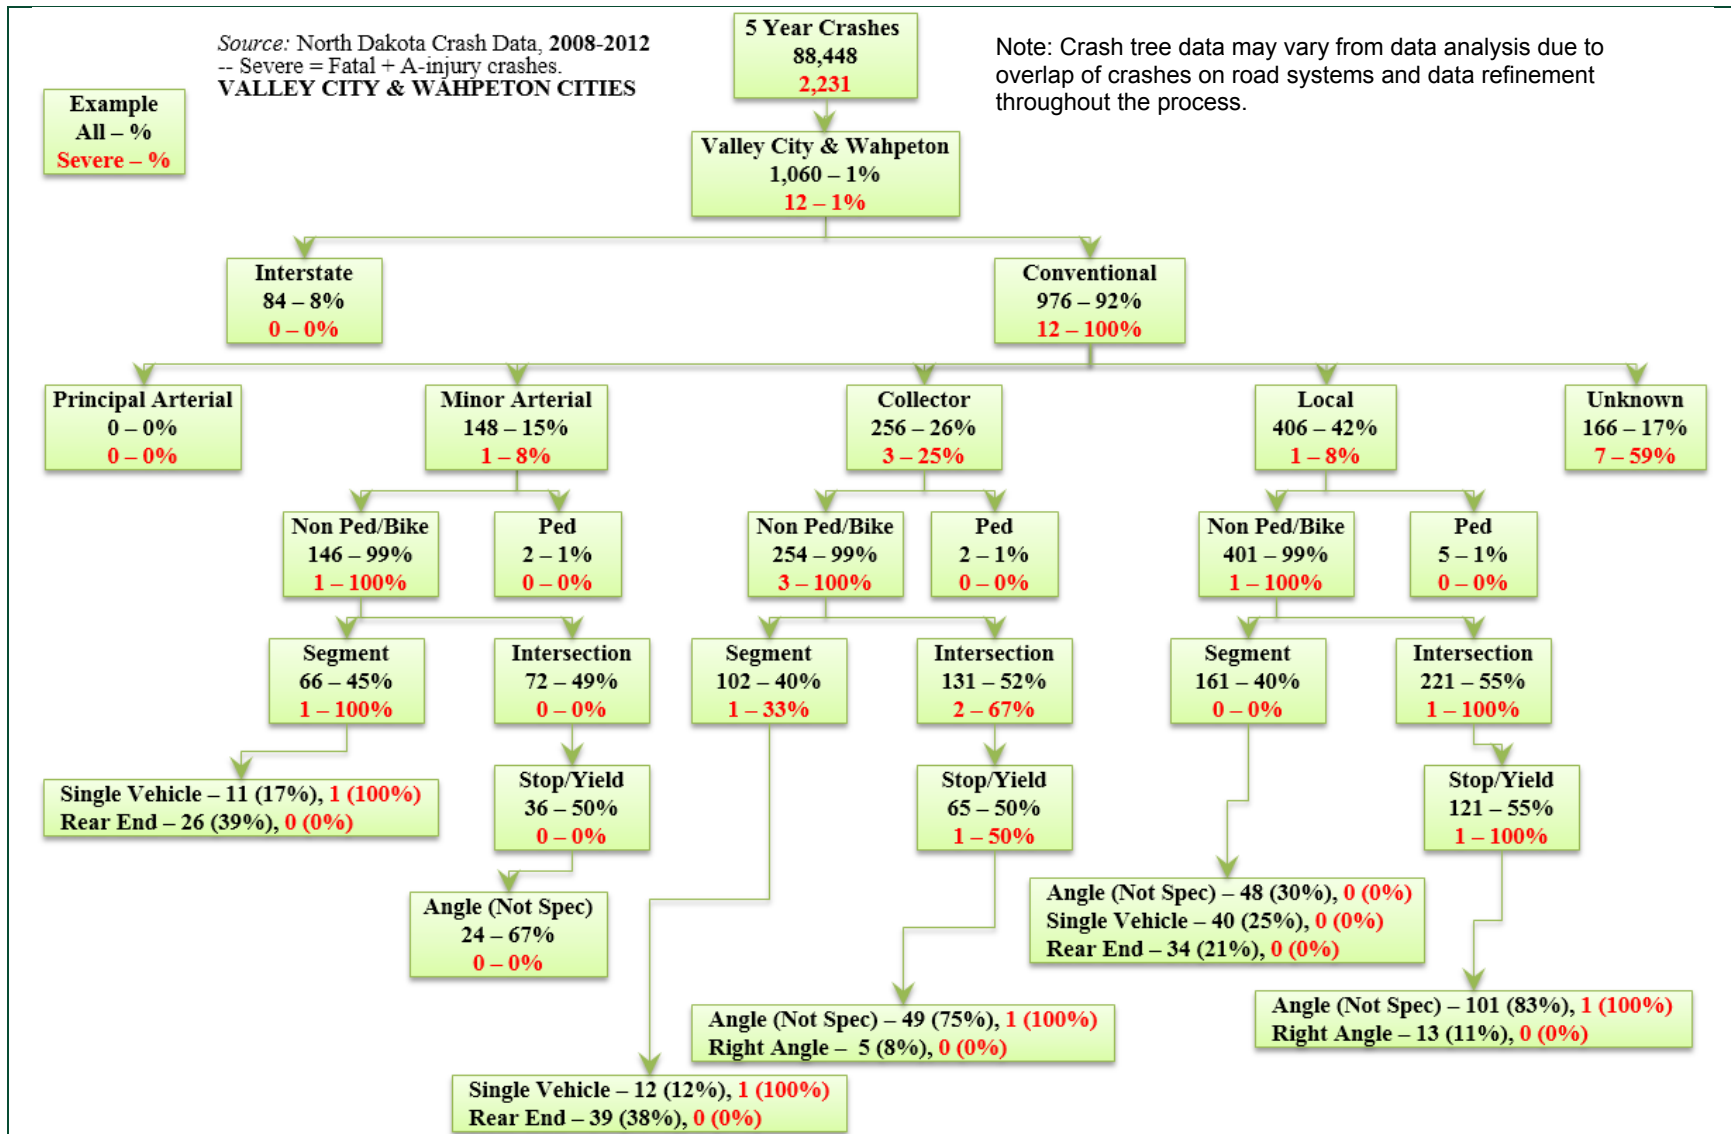 Source: North Dakota Crash Data, 2008-2012
-- Severe = Fatal + A-injury crashes.
VALLEY CITY & WAHPETON CITIES
Example
All – %
Severe – %
5 Year Crashes
88,448
2,231
Note: Crash tree data may vary from data analysis due to
overlap of crashes on road systems and data refinement
throughout the process.
Valley City & Wahpeton
1,060 – 1%
12 – 1%
Interstate
84 – 8%
0 – 0%
Conventional
976 – 92%
12 – 100%
Principal Arterial
0 – 0%
0 – 0%
Minor Arterial
148 – 15%
1 – 8%
Collector
256 – 26%
3 – 25%
Local
406 – 42%
1 – 8%
Unknown
166 – 17%
7 – 59%
Non Ped/Bike
146 – 99%
1 – 100%
Ped
2 – 1%
0 – 0%
Non Ped/Bike
254 – 99%
3 – 100%
Ped
2 – 1%
0 – 0%
Non Ped/Bike
401 – 99%
1 – 100%
Ped
5 – 1%
0 – 0%
Segment
66 – 45%
1 – 100%
Intersection
72 – 49%
0 – 0%
Segment
102 – 40%
1 – 33%
Intersection
131 – 52%
2 – 67%
Segment
161 – 40%
0 – 0%
Intersection
221 – 55%
1 – 100%
Single Vehicle – 11 (17%), 1 (100%)
Rear End – 26 (39%), 0 (0%)
Stop/Yield
36 – 50%
0 – 0%
Stop/Yield
65 – 50%
1 – 50%
Stop/Yield
121 – 55%
1 – 100%
Angle (Not Spec)
24 – 67%
0 – 0%
Angle (Not Spec) – 48 (30%), 0 (0%)
Single Vehicle – 40 (25%), 0 (0%)
Rear End – 34 (21%), 0 (0%)
Angle (Not Spec) – 49 (75%), 1 (100%)
Right Angle – 5 (8%), 0 (0%)
Angle (Not Spec) – 101 (83%), 1 (100%)
Right Angle – 13 (11%), 0 (0%)
Single Vehicle – 12 (12%), 1 (100%)
Rear End – 39 (38%), 0 (0%)